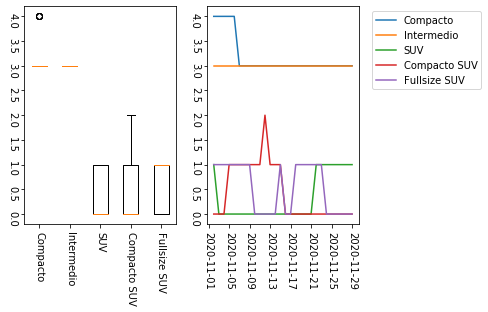 4.0
3.5
3.0
2.5
2.0
1.5
1.0
0.5
0.0
Compacto
Intermedio
SUV
Compacto SUV
Fullsize SUV
4.0
3.5
3.0
2.5
2.0
1.5
1.0
0.5
0.0
2020-11-01
2020-11-05
2020-11-09
2020-11-13
2020-11-17
2020-11-21
2020-11-25
2020-11-29
Compacto
Intermedio
SUV
Compacto SUV
Fullsize SUV